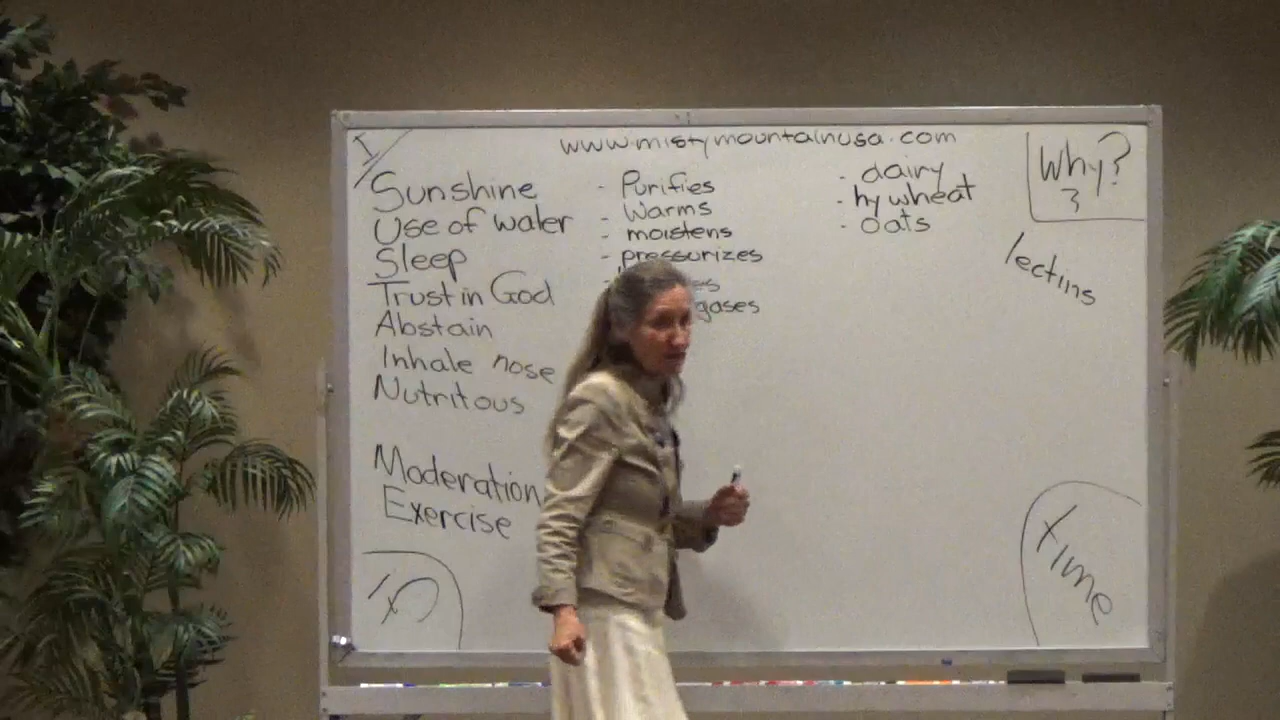 I
www.mistymountainusa.com
Sunshine
Use of water
Sleep
Trust in God
Abstain
Inhale nose
Nutritous
Moderation
Exercise
- Purifies
- Warms
- moistens
- pressurizes
gases
- dairy
- hy wheat
- oats
Why?
3
lectins
time